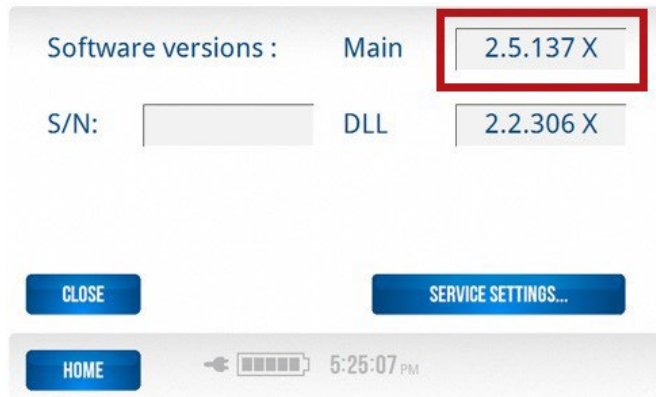 Software versions : Main 2.5.137 X
S/N: DLL 2.2.306 X
CLOSE SERVICE SETTINGS...
HOME 5:25:07 PM